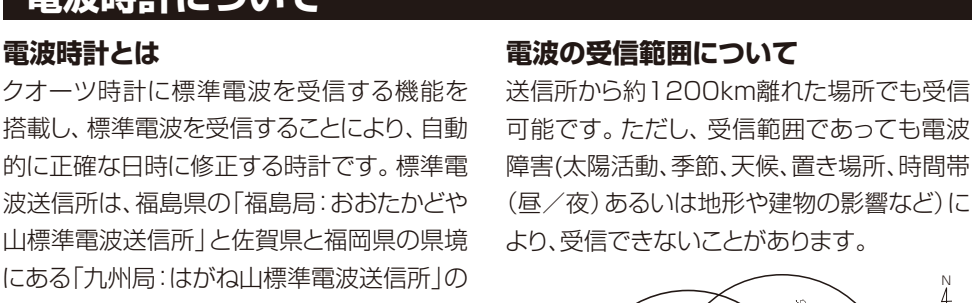 電波時計について
電波時計とは
クオーツ時計に標準電波を受信する機能を
搭載し、標準電波を受信することにより、自動
的に正確な日時に修正する時計です。標準電
波送信所は、福島県の「福島局：おおたかどや
山標準電波送信所」と佐賀県と福岡県の県境
にある「九州局：はがね山標準電波送信所」の
電波の受信範囲について
送信所から約1200km離れた場所でも受信
可能です。ただし、受信範囲であっても電波
障害(太陽活動、季節、天候、置き場所、時間帯
（昼／夜）あるいは地形や建物の影響など）に
より、受信できないことがあります。
N